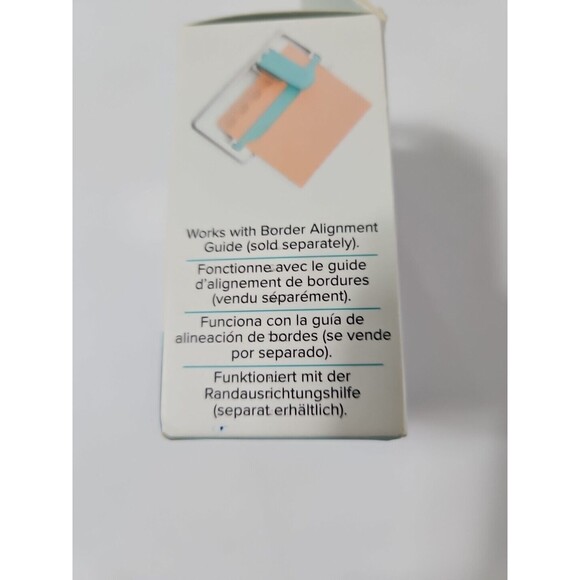 Works with Border Alignment
Guide (sold separately).
Fonctionne avec le guide
d'alignement de bordures
(vendu séparément).
Funciona con la guía de
alineación de bordes (se vende
por separado).
Funktioniert mit der
Randausrichtungshilfe
(separat erhältlich).